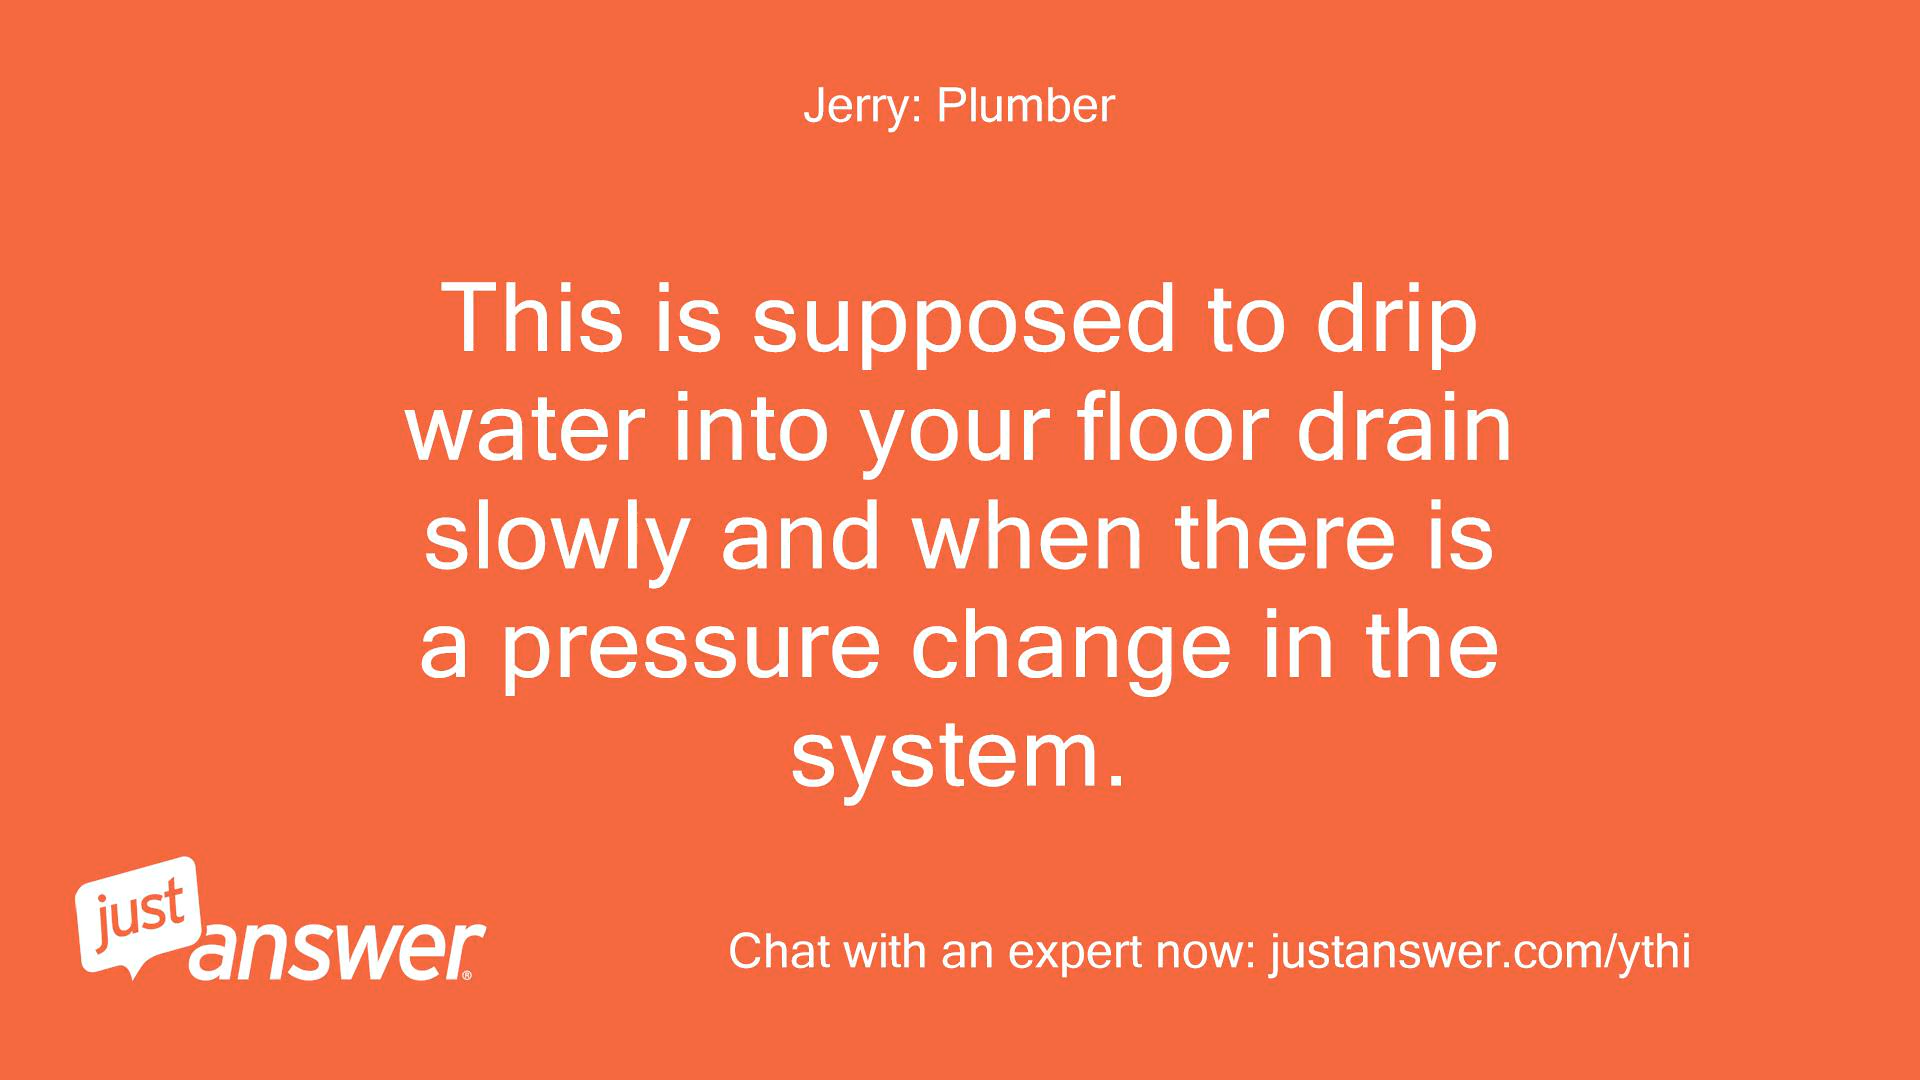 Jerry: Plumber
This is supposed to drip
water into your floor drain
slowly and when there is
a pressure change in the
system.
just
answer®
Chat with an expert now: justanswer.com/ythi